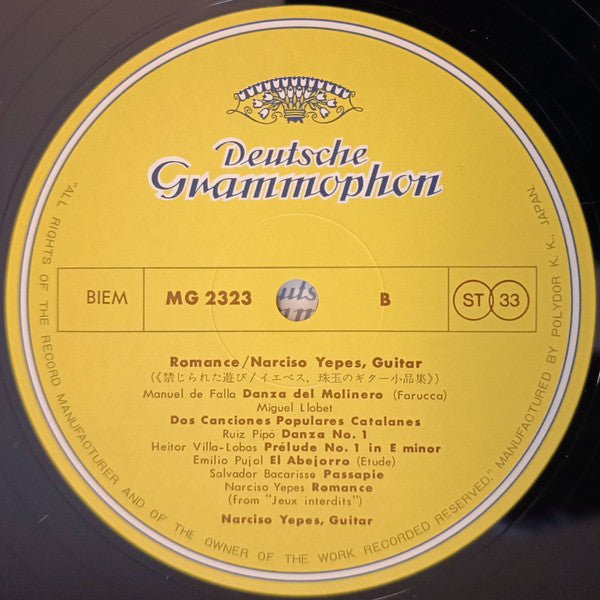 Deutsche
Grammophon
BIEM MG 2323 B ST 33
Romance/Narciso Yepes, Guitar
(《禁じられた遊び/イエペス、珠玉のギター小品集》)
Manuel de Falla Danza del Molinero (Farucca)
Miguel Llobet
Dos Canciones Populares Catalanes
Ruiz Pipó Danza No. 1
Heitor Villa-Lobos Prélude No. 1 in E minor
Emilio Pujol El Abejorro (Etude)
Salvador Bacarisse Passapie
Narciso Yepes Romance
(from "Jeux interdits")
Narciso Yepes, Guitar
"ALL RIGHTS OF THE RECORD MANUFACTURER AND OF THE OWNER OF THE WORK RECORDED RESERVED." MANUFACTURED BY POLYDOR K. K., JAPAN